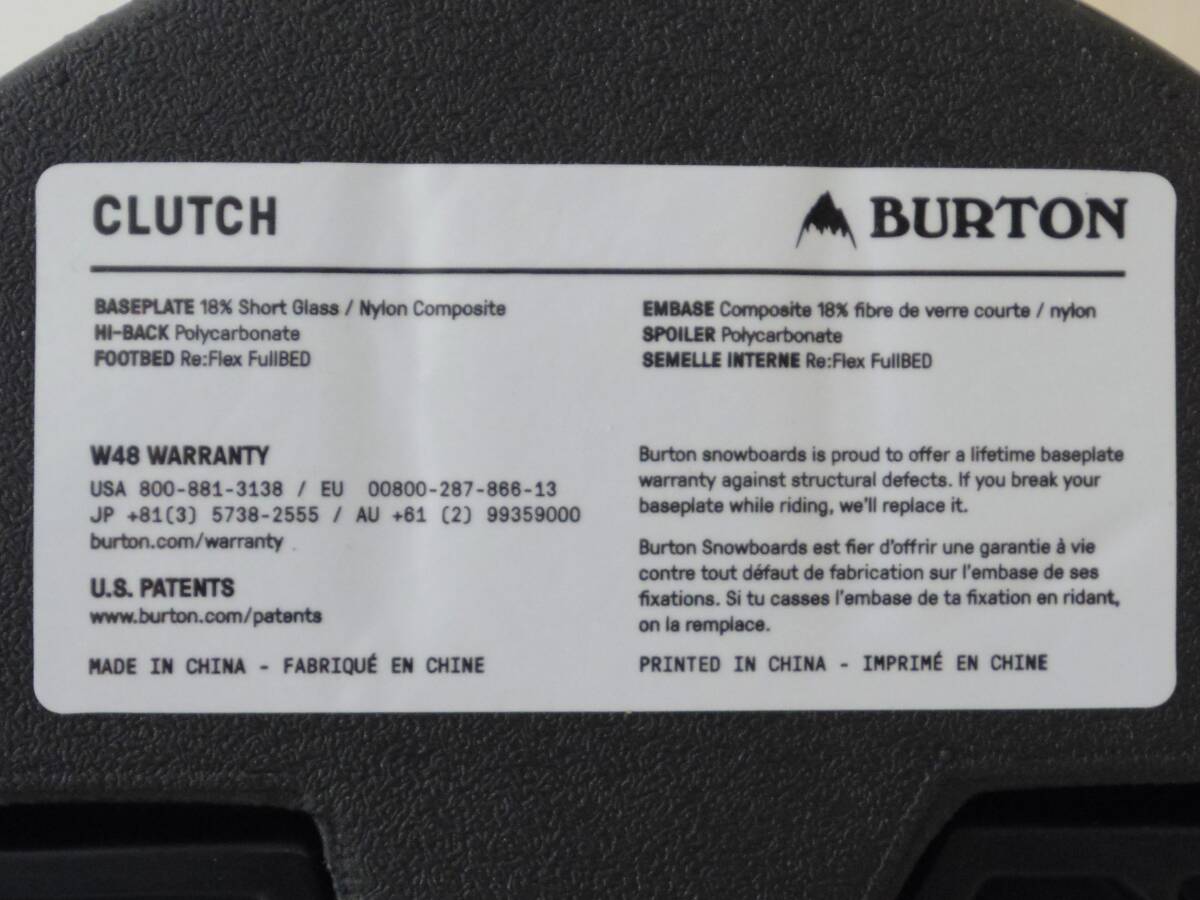 CLUTCH
BURTON
BASEPLATE 18% Short Glass / Nylon Composite
HI-BACK Polycarbonate
FOOTBED Re:Flex FullBED
EMBASE Composite 18% fibre de verre courte / nylon
SPOILER Polycarbonate
SEMELLE INTERNE Re:Flex FullBED
W48 WARRANTY
USA 800-881-3138 / EU 00800-287-866-13
JP +81(3) 5738-2555 / AU +61 (2) 99359000
burton.com/warranty
U.S. PATENTS
www.burton.com/patents
MADE IN CHINA - FABRIQUÉ EN CHINE
Burton snowboards is proud to offer a lifetime baseplate
warranty against structural defects. If you break your
baseplate while riding, we'll replace it.
Burton Snowboards est fier d'offrir une garantie à vie
contre tout défaut de fabrication sur l'embase de ses
fixations. Si tu casses l'embase de ta fixation en ridant,
on la remplace.
PRINTED IN CHINA - IMPRIMÉ EN CHINE